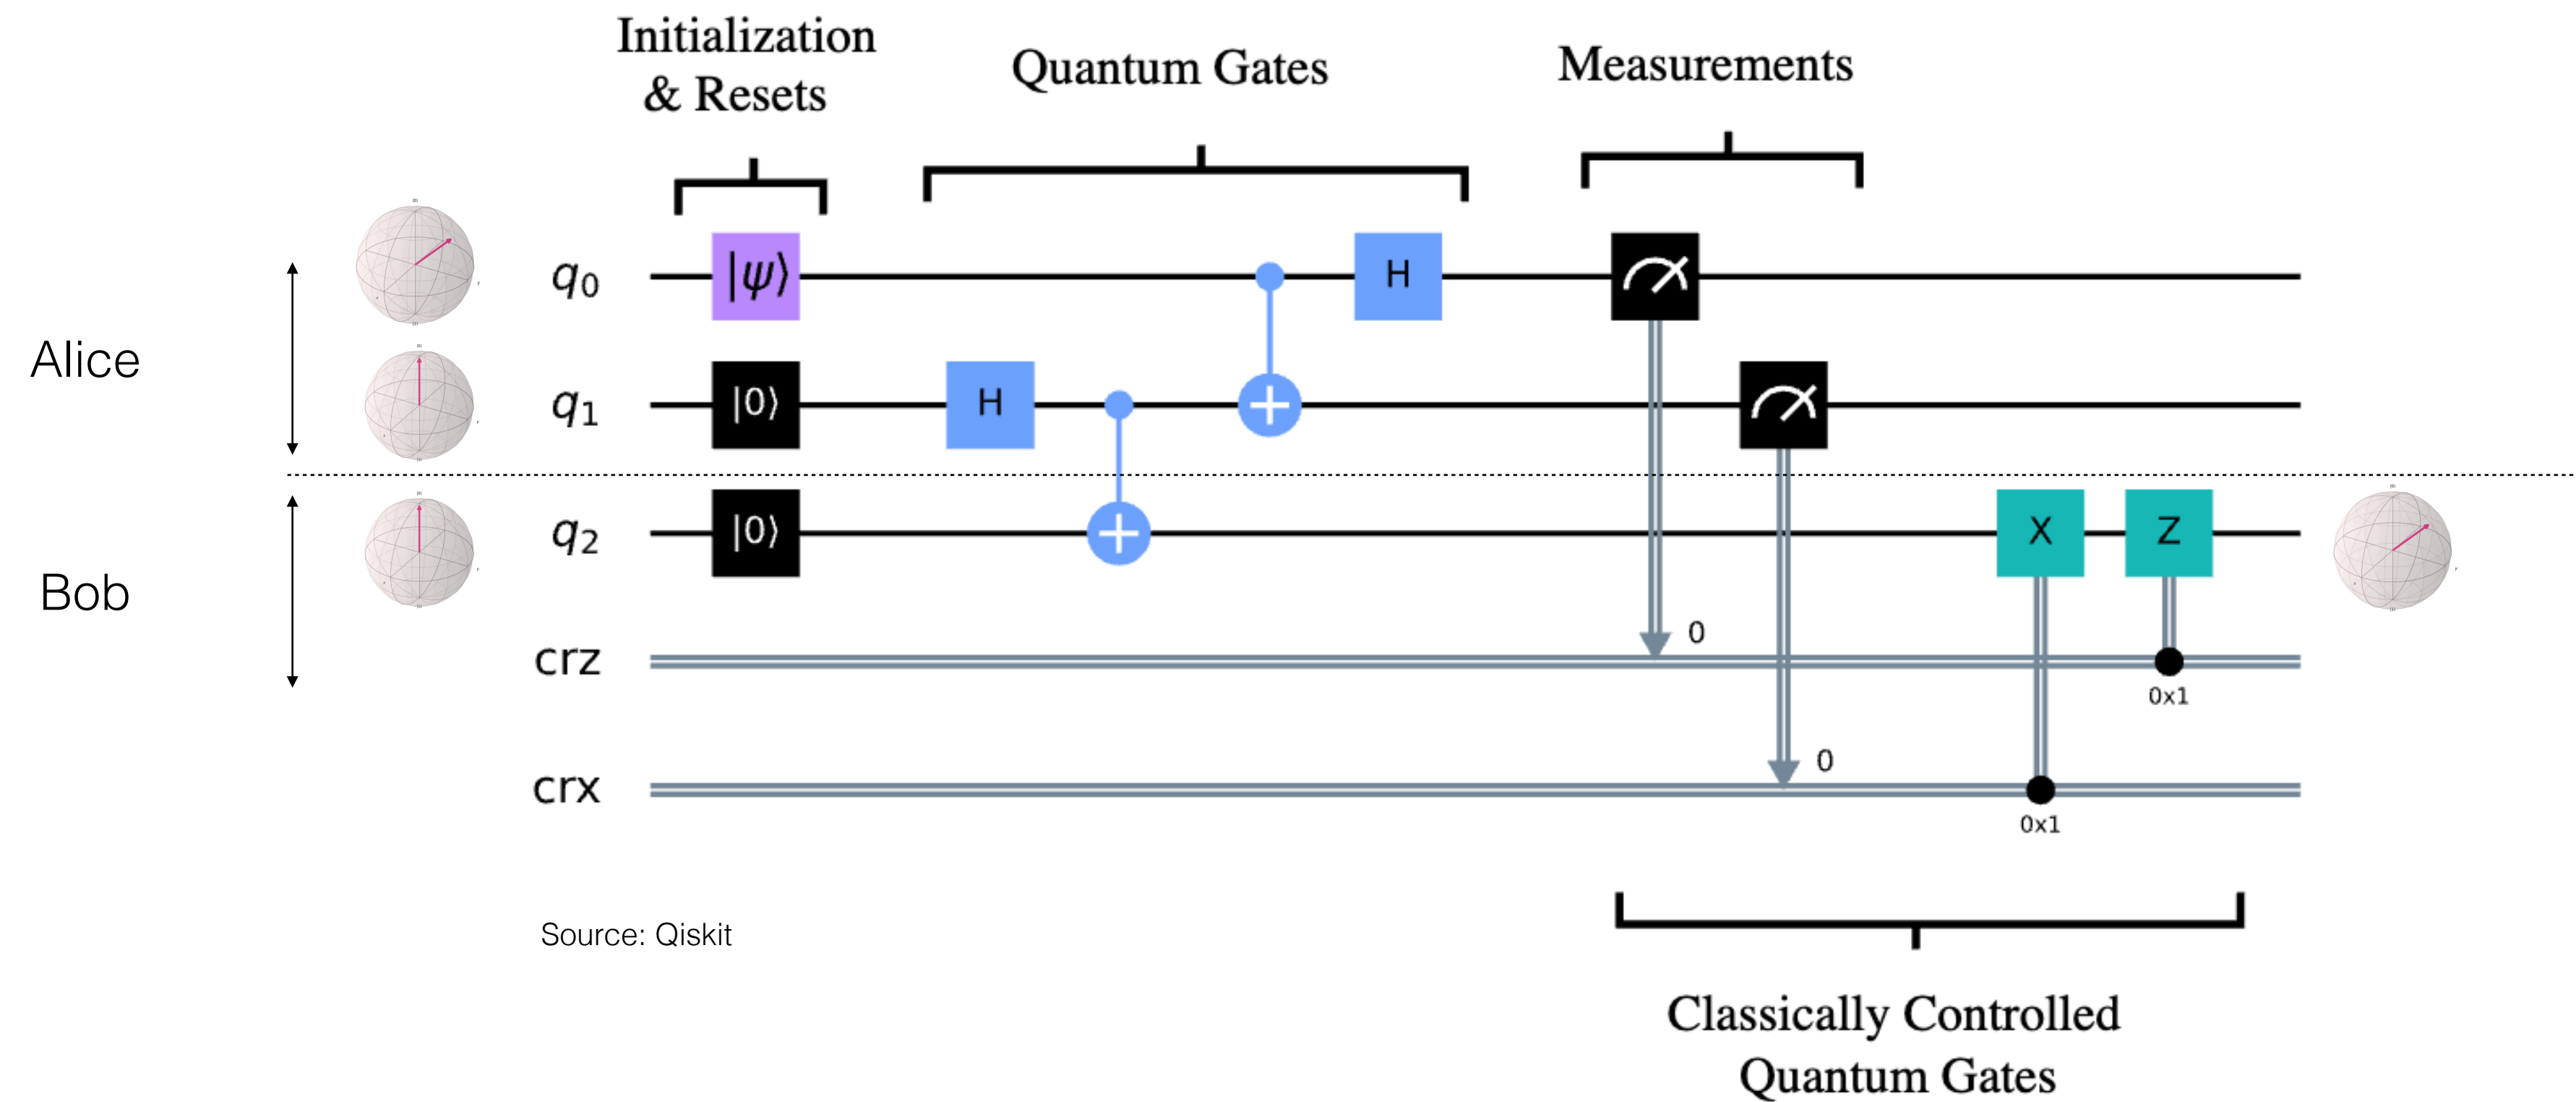 Initialization
& Resets
Quantum Gates
Measurements
Alice
q0 |ψ⟩ H
q1 |0⟩ H
Bob
q2 |0⟩ X Z
crz 0
0x1
crx 0
0x1
Source: Qiskit
Classically Controlled
Quantum Gates